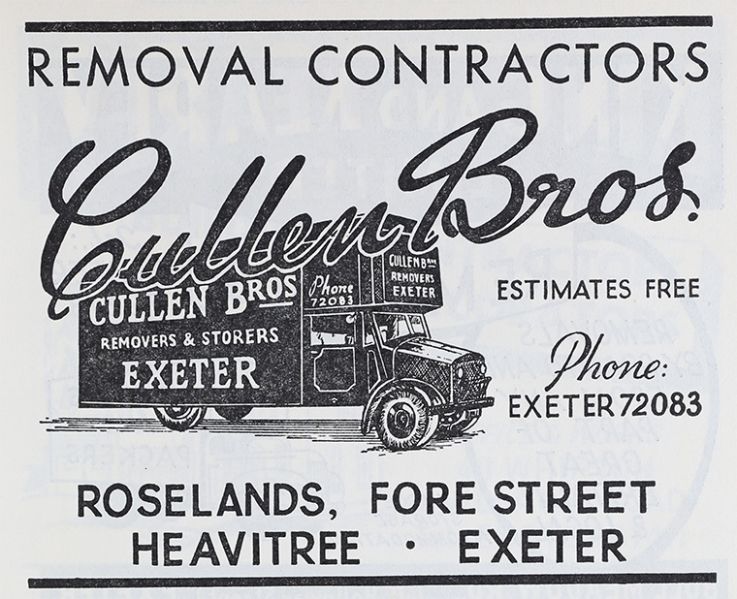 REMOVAL CONTRACTORS
Cullen Bros.
CULLEN BROS
REMOVERS & STORERS
EXETER
Phone
72083
CULLEN BROS
REMOVERS
EXETER
ESTIMATES FREE
Phone:
EXETER 72083
ROSELANDS, FORE STREET
HEAVITREE · EXETER